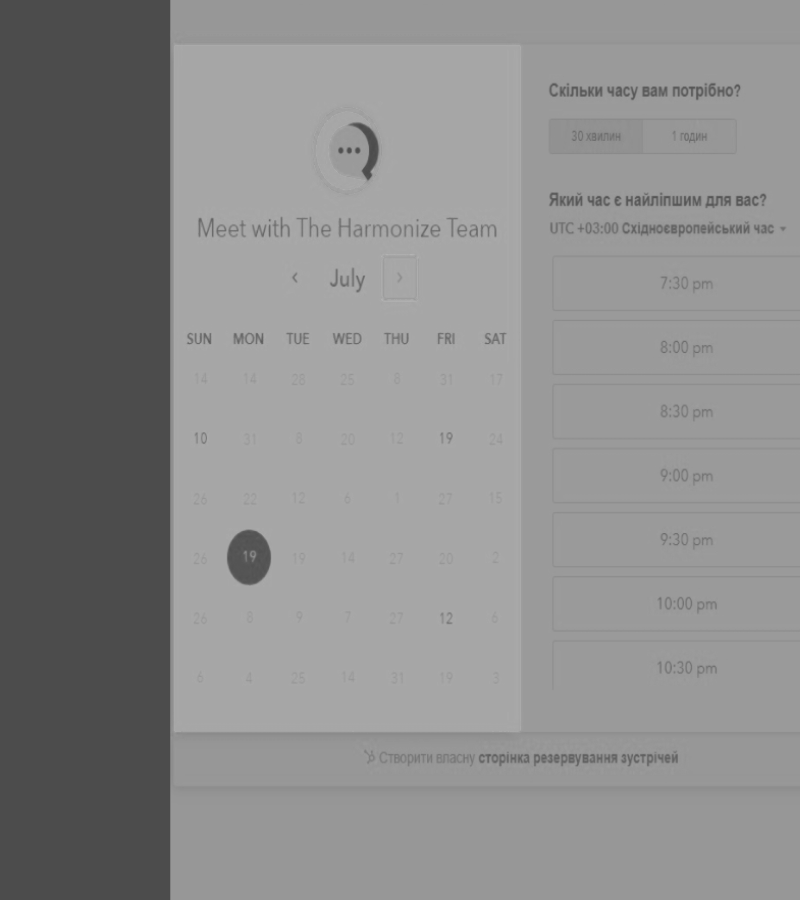 Meet with The Harmonize Team
July
SUN MON TUE WED THU FRI SAT
14 14 28 25 8 31 17
10 31 8 20 12 19 24
26 22 12 6 1 27 15
26 19 19 14 27 20 2
26 8 9 7 27 12 6
6 4 25 14 31 19 3
Скільки часу вам потрібно?
30 хвилин 1 годин
Який час є найліпшим для вас?
UTC +03:00 Східноєвропейський час
7:30 pm
8:00 pm
8:30 pm
9:00 pm
9:30 pm
10:00 pm
10:30 pm
Створити власну сторінка резервування зустрічей